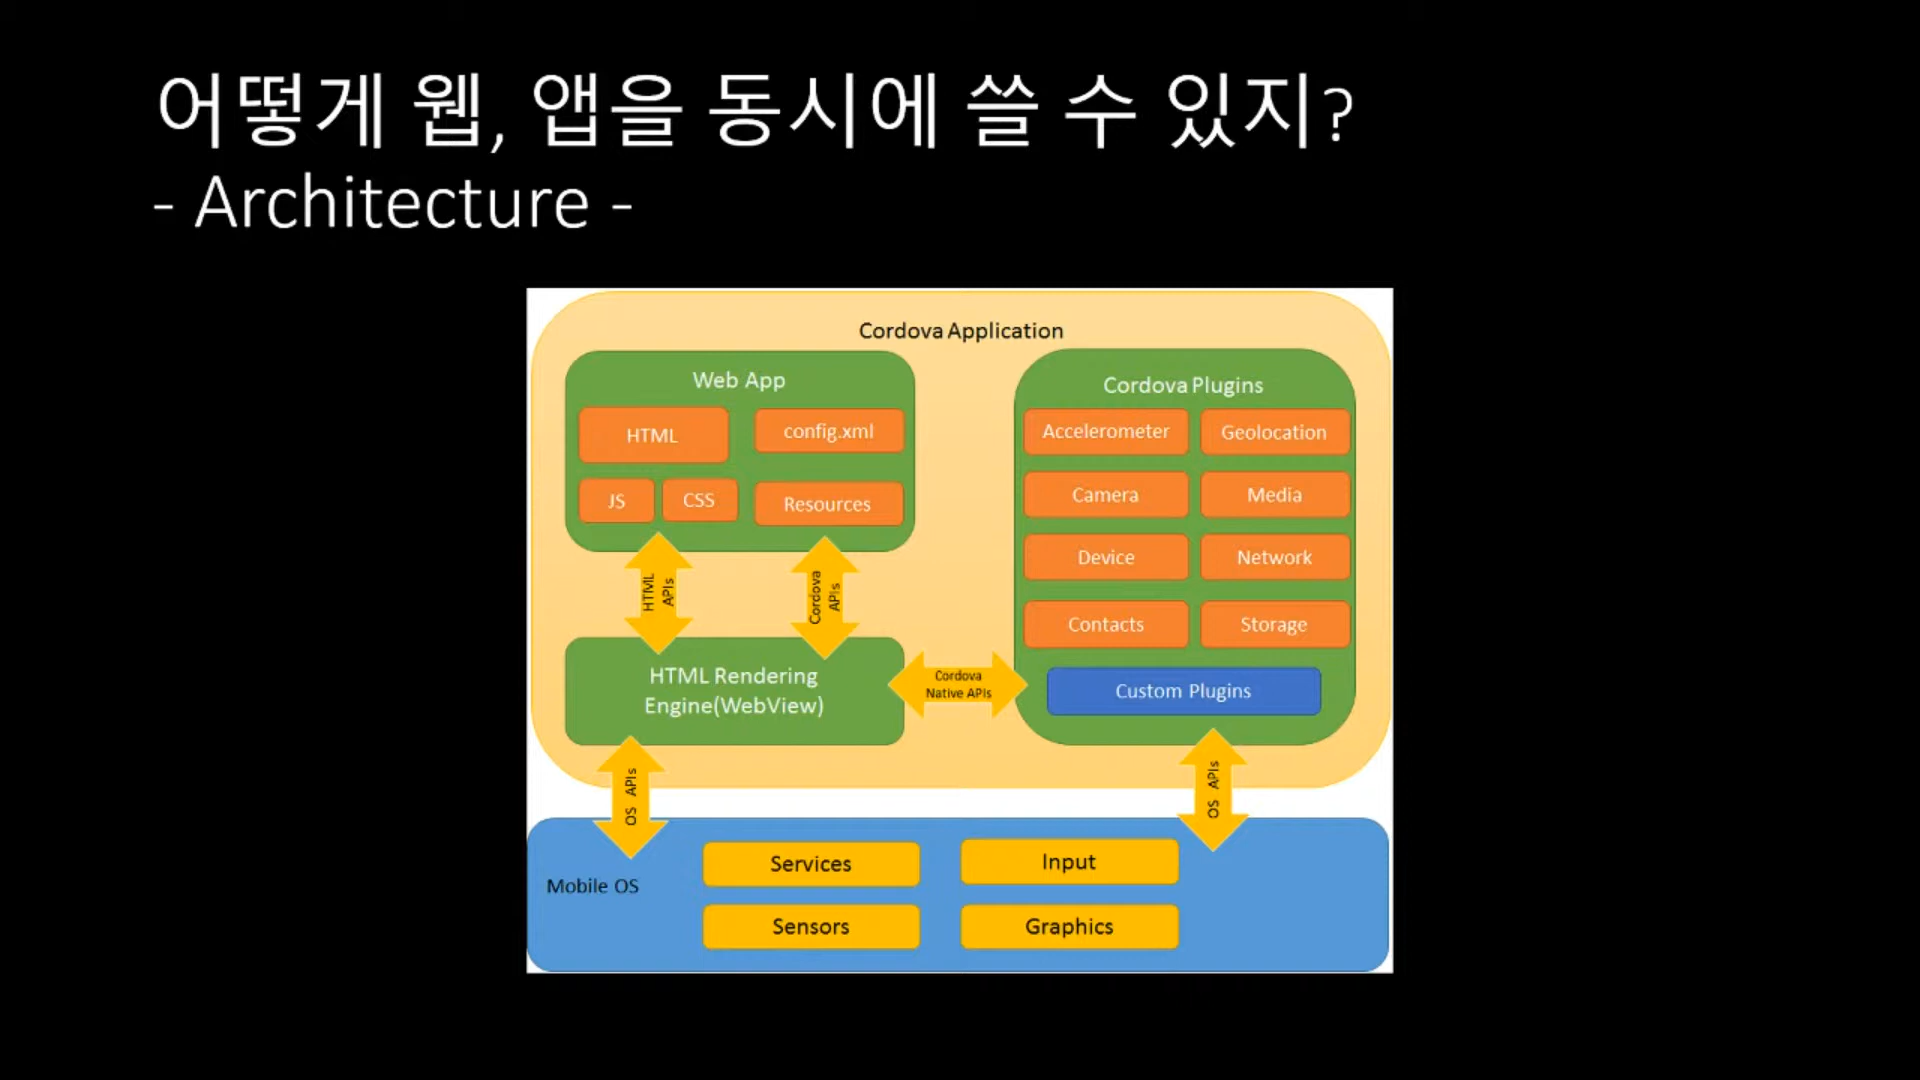 어떻게 웹, 앱을 동시에 쓸 수 있지?
- Architecture -
Cordova Application
Web App
HTML
config.xml
JS
CSS
Resources
HTML
APIs
Cordova
APIs
HTML Rendering
Engine(WebView)
Cordova
Native APIs
Cordova Plugins
Accelerometer
Geolocation
Camera
Media
Device
Network
Contacts
Storage
Custom Plugins
OS APIs
OS APIs
Mobile OS
Services
Input
Sensors
Graphics